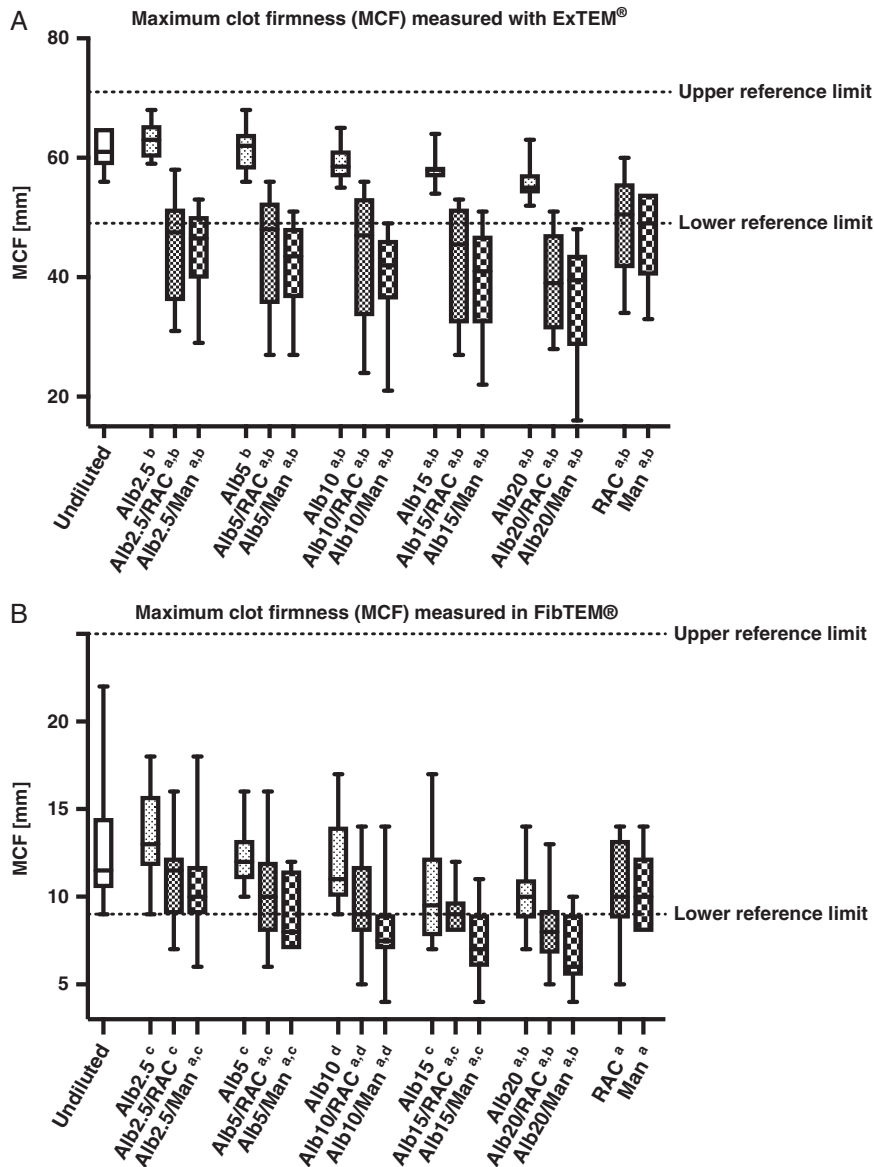 A
Maximum clot firmness (MCF) measured with ExTEM®
80
60
40
20
MCF [mm]
Upper reference limit
Lower reference limit
Undiluted
Alb2.5 b
Alb2.5/RAC a,b
Alb2.5/Man a,b
Alb5 b
Alb5/RAC a,b
Alb5/Man a,b
Alb10 a,b
Alb10/RAC a,b
Alb10/Man a,b
Alb15 a,b
Alb15/RAC a,b
Alb15/Man a,b
Alb20 a,b
Alb20/RAC a,b
Alb20/Man a,b
RAC a,b
Man a,b
B
Maximum clot firmness (MCF) measured in FibTEM®
20
15
10
5
MCF [mm]
Upper reference limit
Lower reference limit
Undiluted
Alb2.5 c
Alb2.5/RAC c
Alb2.5/Man a,c
Alb5 c
Alb5/RAC a,c
Alb5/Man a,c
Alb10 d
Alb10/RAC a,d
Alb10/Man a,d
Alb15 c
Alb15/RAC a,c
Alb15/Man a,c
Alb20 a,b
Alb20/RAC a,b
Alb20/Man a,b
RAC a
Man a